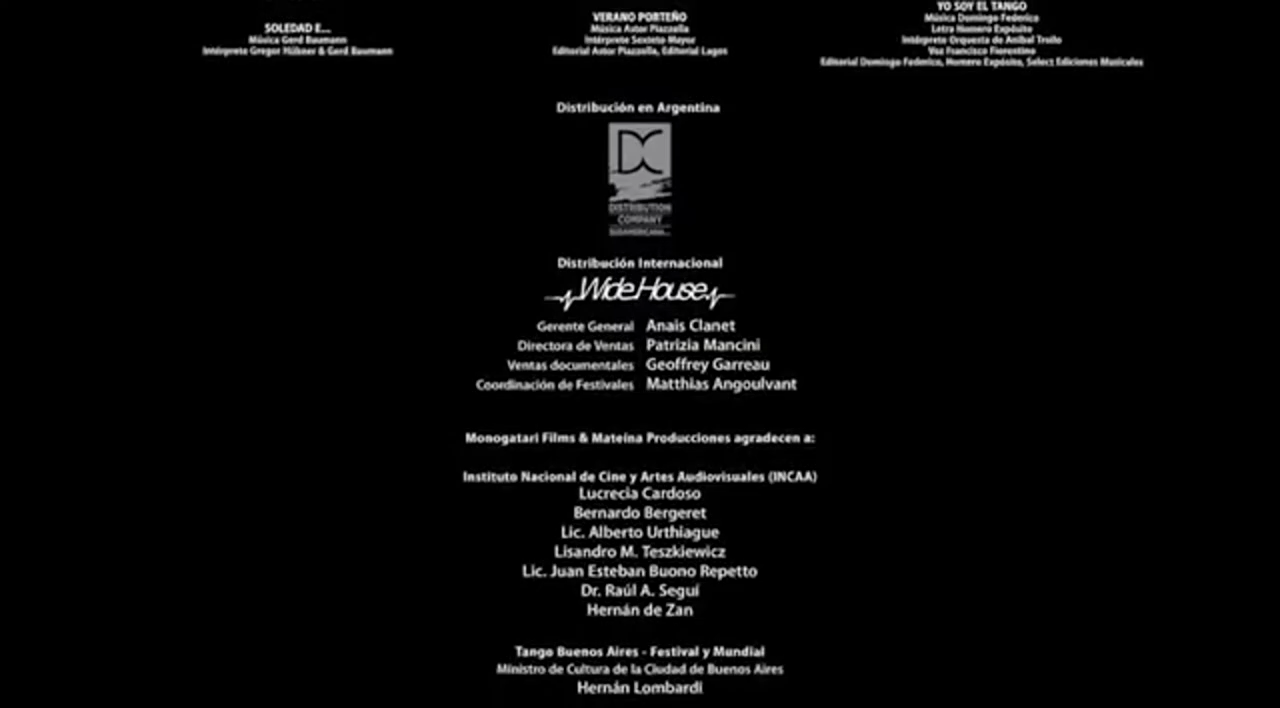 SOLEDAD E...
Música Gerd Baumann
Intérprete Gregor Hübner & Gerd Baumann
VERANO PORTEÑO
Música Astor Piazzolla
Intérprete Sexteto Mayor
Editorial Astor Piazzolla, Editorial Lagos
YO SOY EL TANGO
Música Domingo Federico
Letra Homero Expósito
Intérprete Orquesta de Aníbal Troilo
Voz Francisco Fiorentino
Editorial Domingo Federico, Homero Expósito, Select Ediciones Musicales
Distribución en Argentina
DC
DISTRIBUTION
COMPANY
SUDAMERICANA
Distribución Internacional
Wide House
Gerente General Anais Clanet
Directora de Ventas Patrizia Mancini
Ventas documentales Geoffrey Garreau
Coordinación de Festivales Matthias Angoulvant
Monogatari Films & Mateína Producciones agradecen a:
Instituto Nacional de Cine y Artes Audiovisuales (INCAA)
Lucrecia Cardoso
Bernardo Bergeret
Lic. Alberto Urthiague
Lisandro M. Teszkiewicz
Lic. Juan Esteban Buono Repetto
Dr. Raúl A. Seguí
Hernán de Zan
Tango Buenos Aires - Festival y Mundial
Ministro de Cultura de la Ciudad de Buenos Aires
Hernán Lombardi